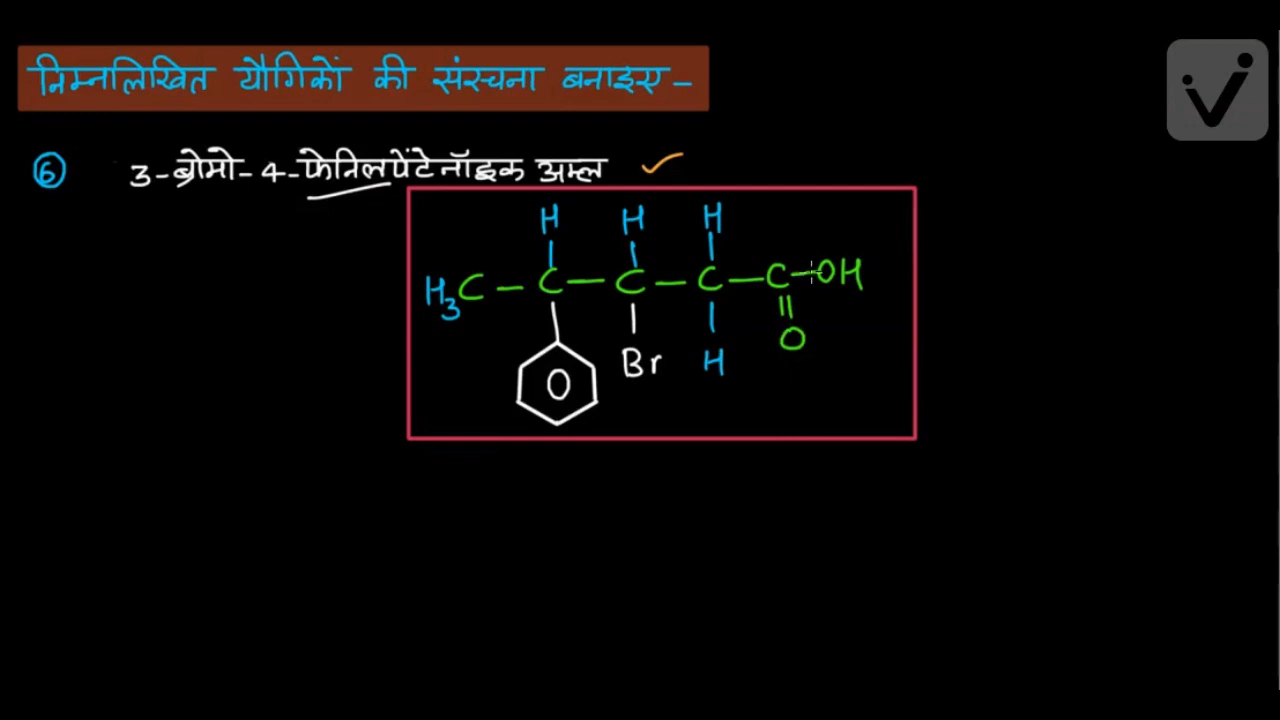 निम्नलिखित यौगिकों की संरचना बनाइए -
6 3-ब्रोमो-4-फेनिलपेंटेनॉइक अम्ल ✓
H H H
H3C - C - C - C - C - OH
O
O Br H